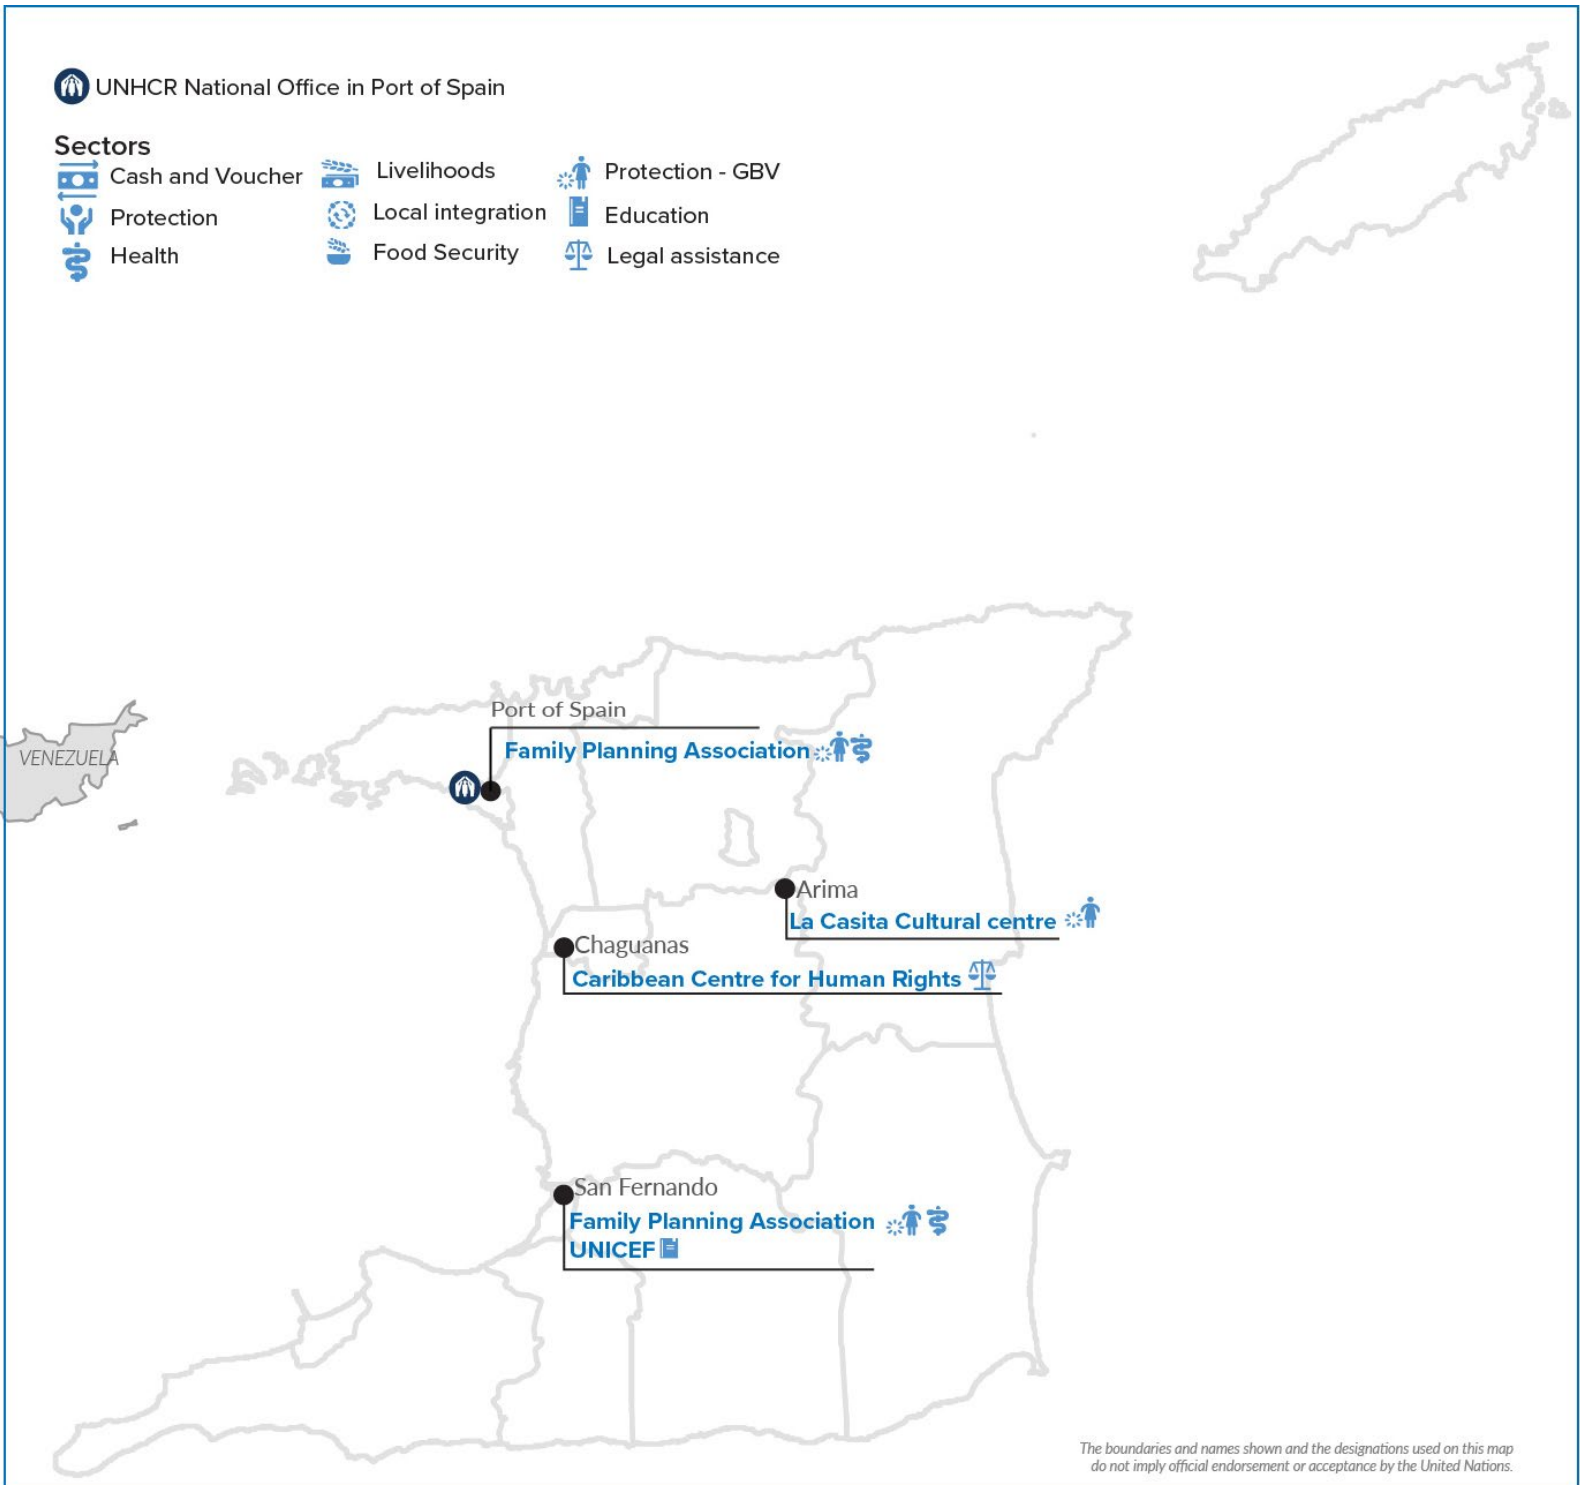 UNHCR National Office in Port of Spain
Sectors
Cash and Voucher
Livelihoods
Protection - GBV
Protection
Local integration
Education
Health
Food Security
Legal assistance
Port of Spain
Family Planning Association
VENEZUELA
Arima
La Casita Cultural centre
Chaguanas
Caribbean Centre for Human Rights
San Fernando
Family Planning Association
UNICEF
The boundaries and names shown and the designations used on this map
do not imply official endorsement or acceptance by the United Nations.